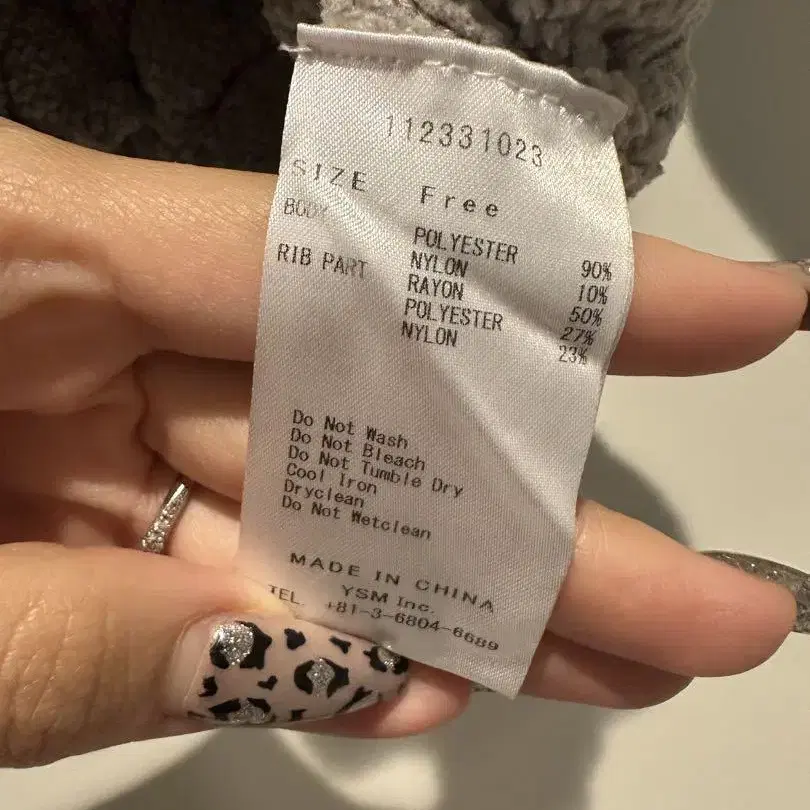 112331023
SIZE Free
BODY POLYESTER 90%
NYLON 10%
RIB PART RAYON 50%
POLYESTER 27%
NYLON 23%
Do Not Wash
Do Not Bleach
Do Not Tumble Dry
Cool Iron
Dryclean
Do Not Wetclean
MADE IN CHINA
YSM Inc.
TEL +81-3-6804-6689